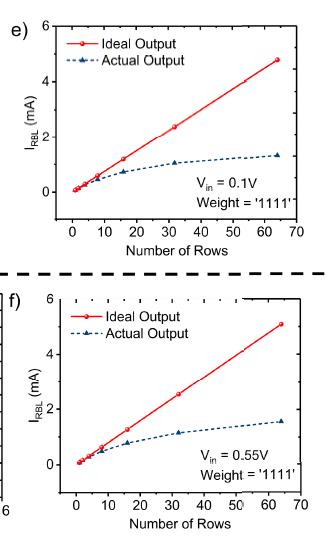 e)
6
4
2
0
I_RBL (mA)
Ideal Output
Actual Output
V_in = 0.1V
Weight = '1111'
0 10 20 30 40 50 60 70
Number of Rows
f)
6
4
2
0
I_RBL (mA)
Ideal Output
Actual Output
V_in = 0.55V
Weight = '1111'
6
0 10 20 30 40 50 60 70
Number of Rows